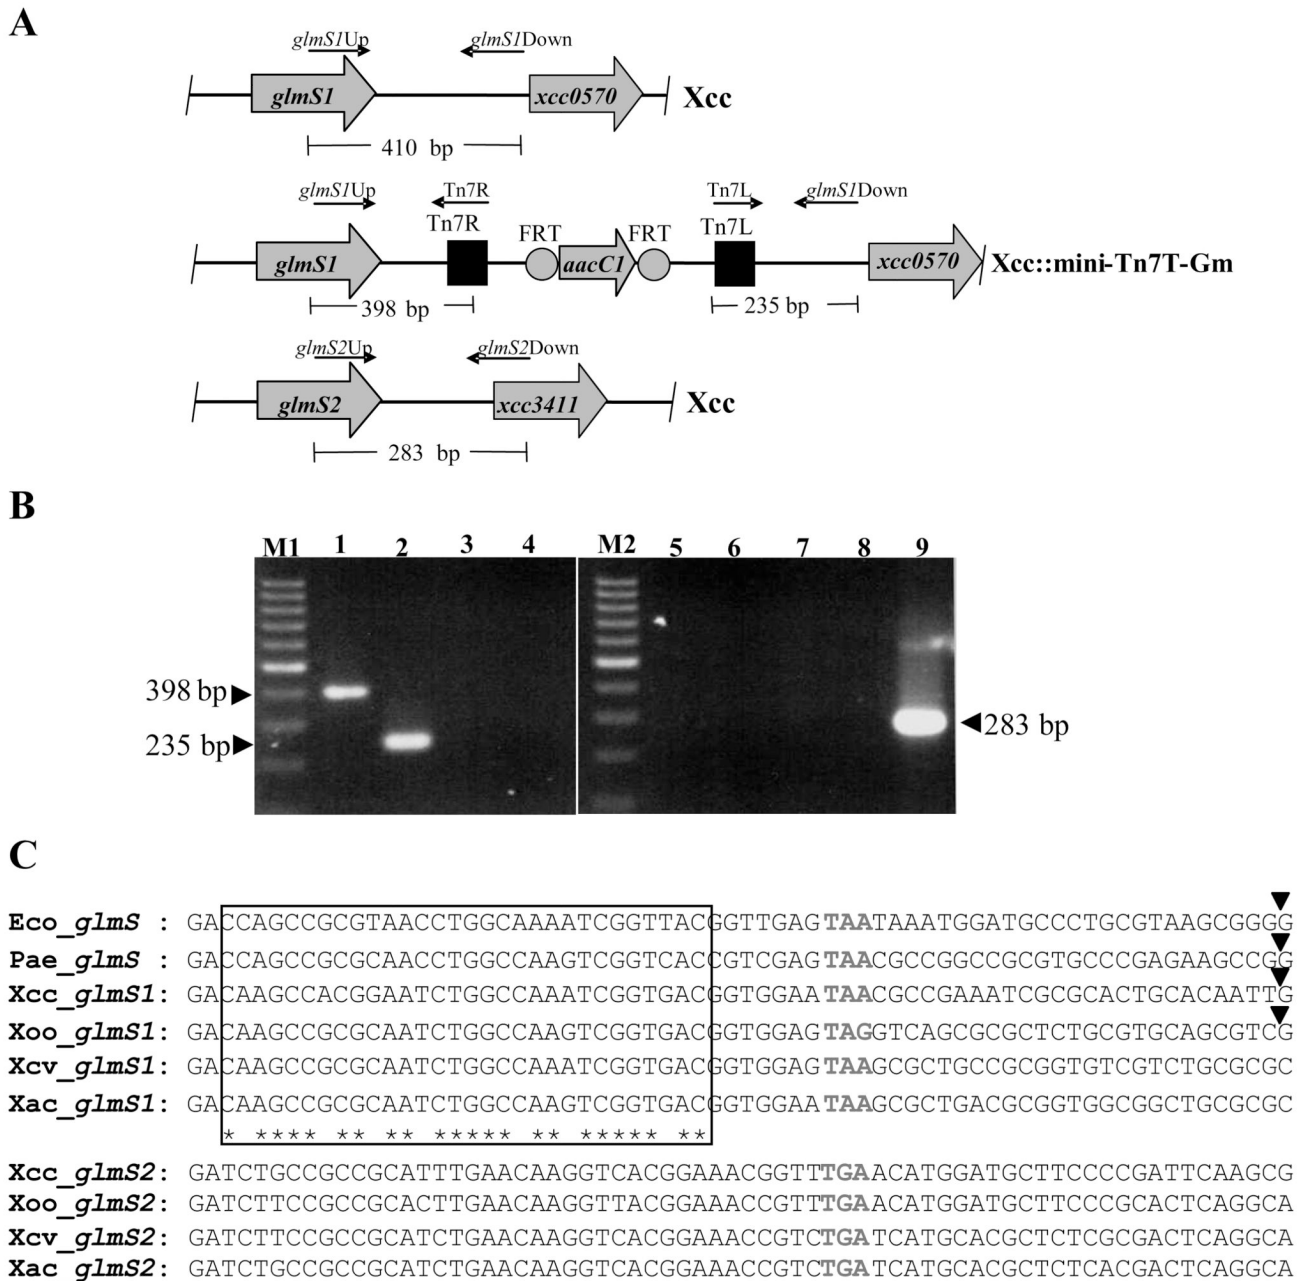 A
glmS1Up glmS1Down
glmS1 xcc0570 Xcc
410 bp
glmS1Up Tn7R Tn7L glmS1Down
Tn7R FRT FRT Tn7L
glmS1 aacC1 xcc0570 Xcc::mini-Tn7T-Gm
398 bp 235 bp
glmS2Up glmS2Down
glmS2 xcc3411 Xcc
283 bp
B
M1 1 2 3 4 M2 5 6 7 8 9
398 bp
235 bp
283 bp
C
Eco_glmS : GACCAGCCGCGTAACCTGGCAAAATCGGTTACGGTTGAGTAATAAATGGATGCCCTGCGTAAGCGGGG
Pae_glmS : GACCAGCCGCGCAACCTGGCCAAGTCGGTCACCGTCGAGTAACGCCGGCCGCGTGCCCGAGAAGCCGG
Xcc_glmS1: GACAAGCCACGGAATCTGGCCAAATCGGTGACGGTGGAATAACGCCGAAATCGCGCACTGCACAATTG
Xoo_glmS1: GACAAGCCGCGCAATCTGGCCAAGTCGGTGACGGTGGAGTAGGTCAGCGCGCTCTGCGTGCAGCGTCG
Xcv_glmS1: GACAAGCCGCGCAATCTGGCCAAATCGGTGACGGTGGAGTAAGCGCTGCCGCGGTGTCGTCTGCGCGC
Xac_glmS1: GACAAGCCGCGCAATCTGGCCAAGTCGGTGACGGTGGAATAAGCGCTGACGCGGTGGCGGCTGCGCGC
* **** ** ** ***** ** ***** **
Xcc_glmS2: GATCTGCCGCCGCATTTGAACAAGGTCACGGAAACGGTTTGAACATGGATGCTTCCCCGATTCAAGCG
Xoo_glmS2: GATCTTCCGCCGCACTTGAACAAGGTTACGGAAACCGTTTGAACATGGATGCTTCCCGCGACTCAGGCA
Xcv_glmS2: GATCTTCCGCCGCATCTGAACAAGGTCACGGAAACCGTCTGATCATGCACGCTCTCGCGACTCAGGCA
Xac_glmS2: GATCTGCCGCCGCATCTGAACAAGGTCACGGAAACCGTCTGATCATGCACGCTCTCACGACTCAGGCA